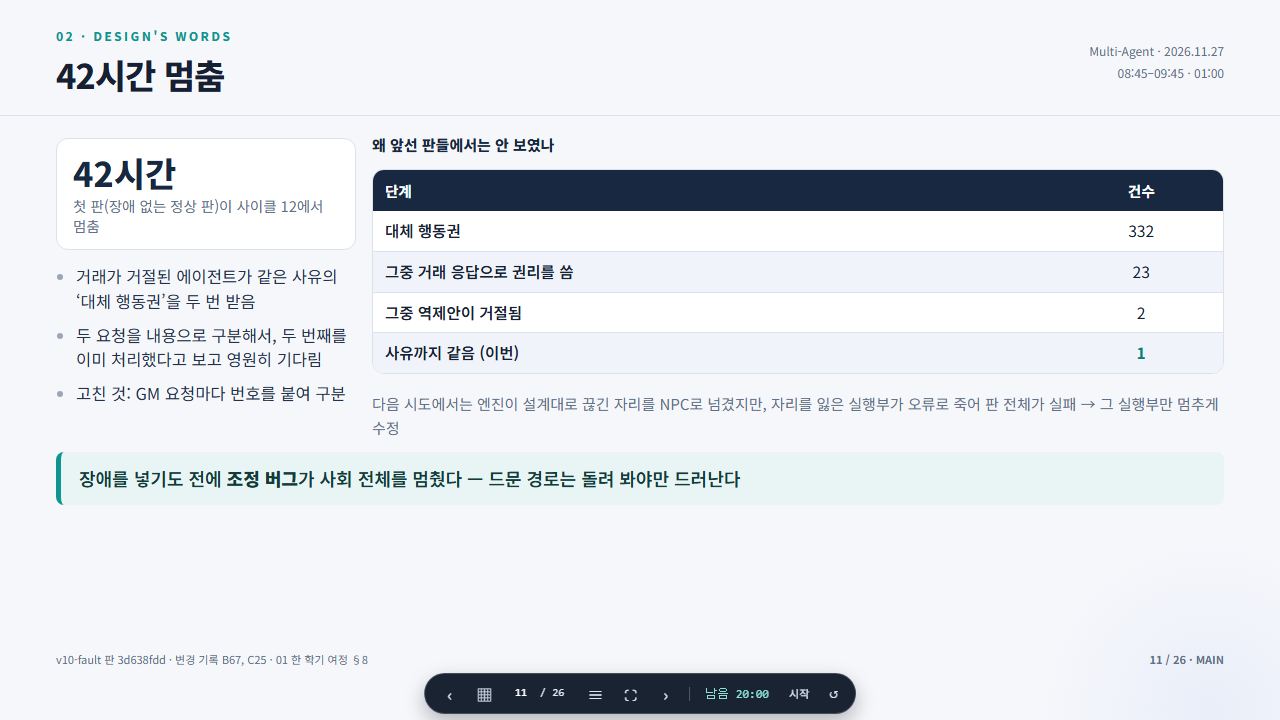 02 · DESIGN'S WORDS
42시간 멈춤
Multi-Agent · 2026.11.27
08:45–09:45 · 01:00
42시간
첫 판(장애 없는 정상 판)이 사이클 12에서
멈춤
거래가 거절된 에이전트가 같은 사유의
‘대체 행동권’을 두 번 받음
두 요청을 내용으로 구분해서, 두 번째를
이미 처리했다고 보고 영원히 기다림
고친 것: GM 요청마다 번호를 붙여 구분
왜 앞선 판들에서는 안 보였나
단계 건수
대체 행동권 332
그중 거래 응답으로 권리를 씀 23
그중 역제안이 거절됨 2
사유까지 같음 (이번) 1
다음 시도에서는 엔진이 설계대로 끊긴 자리를 NPC로 넘겼지만, 자리를 잃은 실행부가 오류로 죽어 판 전체가 실패 → 그 실행부만 멈추게
수정
장애를 넣기도 전에 조정 버그가 사회 전체를 멈췄다 — 드문 경로는 돌려 봐야만 드러난다
v10-fault 판 3d638fdd · 변경 기록 B67, C25 · 01 한 학기 여정 §8
11 / 26 · MAIN
‹ 11 / 26 › 남음 20:00 시작 ↺